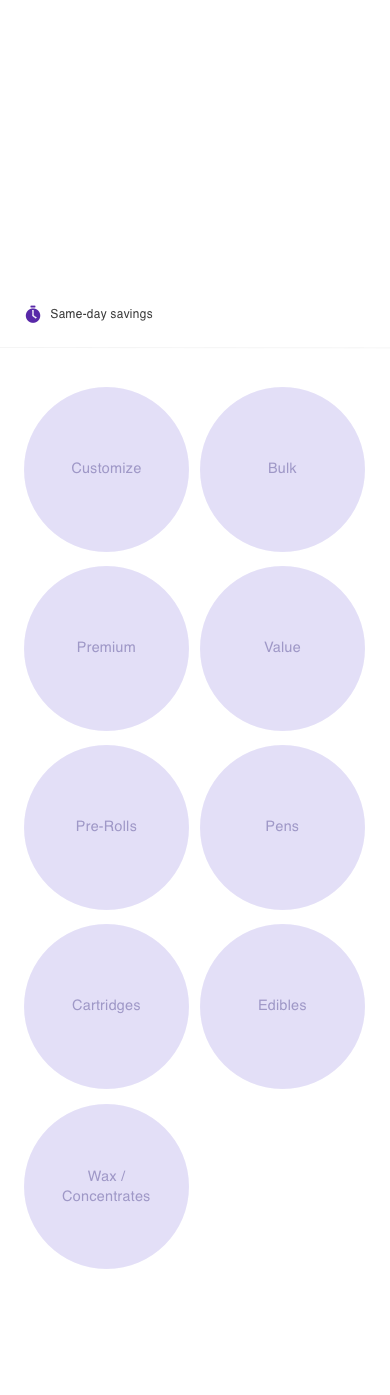 Same-day savings
Customize
Bulk
Premium
Value
Pre-Rolls
Pens
Cartridges
Edibles
Wax /
Concentrates